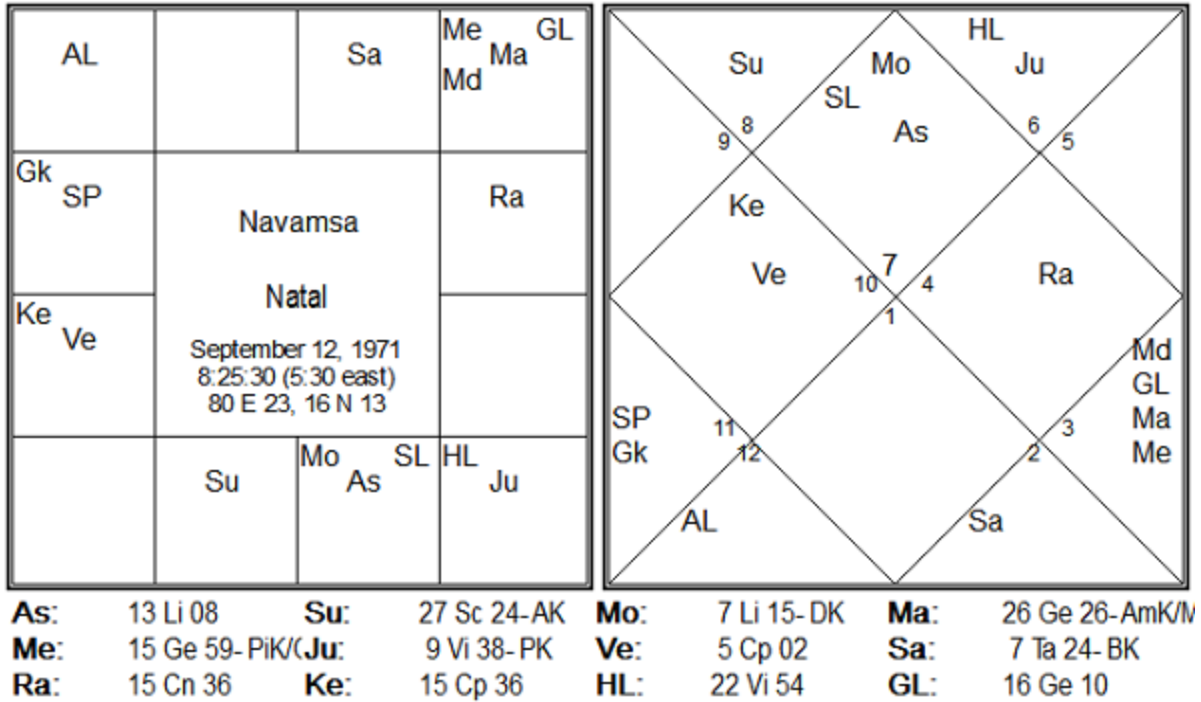 AL
Sa
Me GL
Ma
Md
Gk
SP
Ra
Ke
Ve
Navamsa
Natal
September 12, 1971
8:25:30 (5:30 east)
80 E 23, 16 N 13
Su
Mo SL
As
HL
Ju
HL
Su Mo Ju
SL
As
8 6
9 5
Ke
Ve Ra
7
10 4
1
Md
GL
SP Ma
Gk Me
11 3
12 2
AL Sa
As: 13 Li 08 Su: 27 Sc 24-AK Mo: 7 Li 15-DK Ma: 26 Ge 26-AmK/M
Me: 15 Ge 59-PiK/( Ju: 9 Vi 38-PK Ve: 5 Cp 02 Sa: 7 Ta 24-BK
Ra: 15 Cn 36 Ke: 15 Cp 36 HL: 22 Vi 54 GL: 16 Ge 10